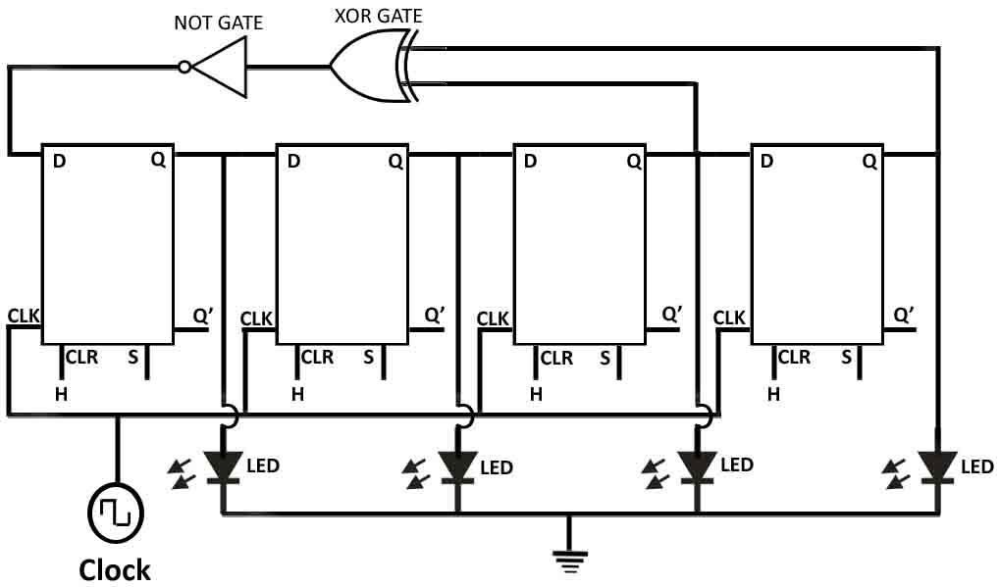 XOR GATE
NOT GATE
D Q D Q D Q D Q
CLK Q’ CLK Q’ CLK Q’ CLK Q’
CLR S CLR S CLR S CLR S
H H H H
LED LED LED LED
Clock